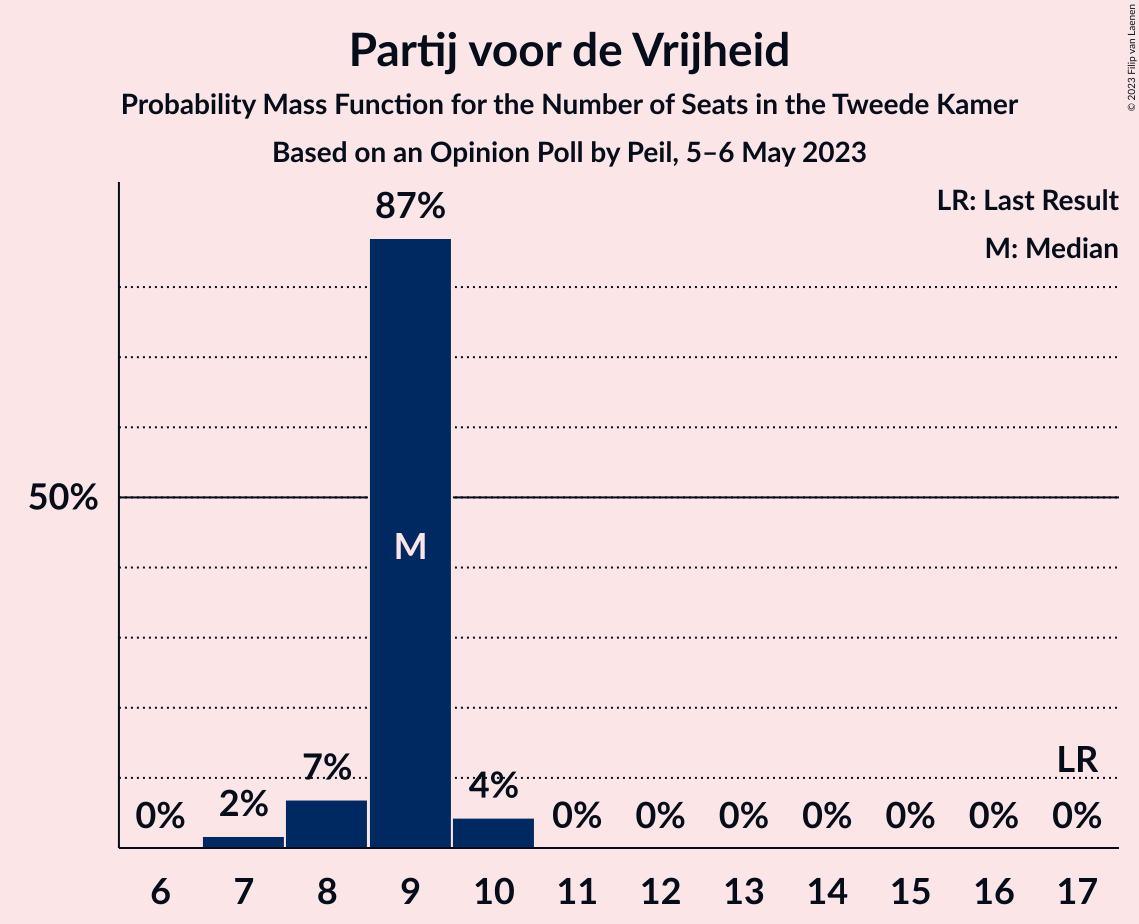 Partij voor de Vrijheid
Probability Mass Function for the Number of Seats in the Tweede Kamer
Based on an Opinion Poll by Peil, 5–6 May 2023
© 2023 Filip van Laenen
LR: Last Result
M: Median
87%
50%
M
7%
4%
2%
LR
0%
0%
0%
0%
0%
0%
0%
0%
6 7 8 9 10 11 12 13 14 15 16 17